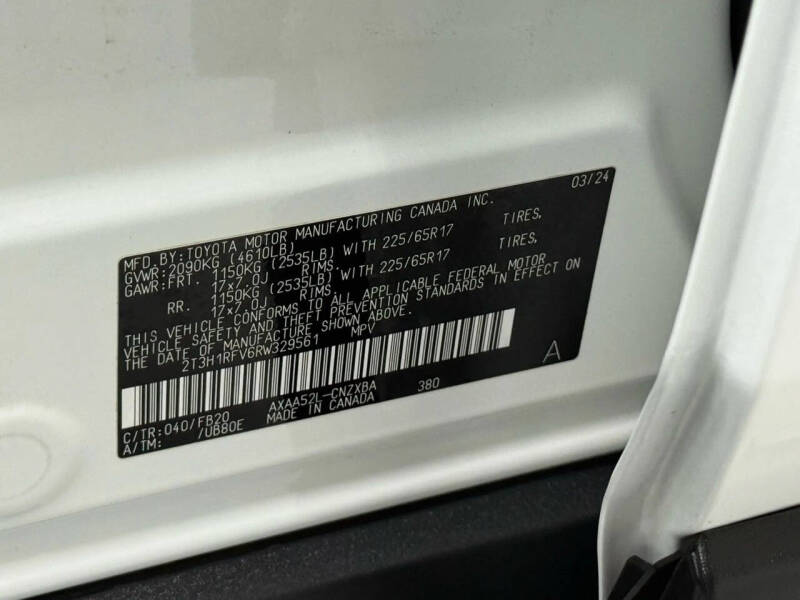 03/24
MFD.BY:TOYOTA MOTOR MANUFACTURING CANADA INC.
GVWR:2090KG (4610LB)
GAWR:FRT. 1150KG (2535LB) WITH 225/65R17 TIRES,
17x7.0J RIMS.
RR. 1150KG (2535LB) WITH 225/65R17 TIRES,
17x7.0J RIMS.
THIS VEHICLE CONFORMS TO ALL APPLICABLE FEDERAL MOTOR
VEHICLE SAFETY AND THEFT PREVENTION STANDARDS IN EFFECT ON
THE DATE OF MANUFACTURE SHOWN ABOVE.
2T3H1RFV6RW329561 MPV
A
C/TR:040/FB20 AXAA52L-CNZXBA 380
A/TM: /UB80E MADE IN CANADA